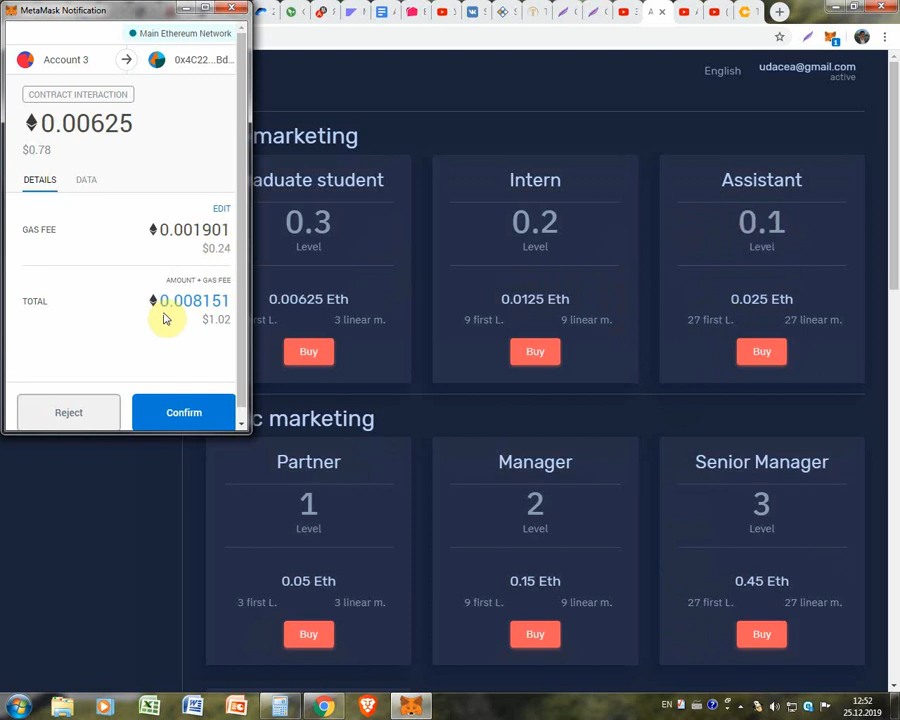 MetaMask Notification
Main Ethereum Network
Account 3
0x4C22...Bd...
CONTRACT INTERACTION
0.00625
$0.78
DETAILS
DATA
EDIT
GAS FEE
0.001901
$0.24
AMOUNT + GAS FEE
TOTAL
0.008151
$1.02
Reject
Confirm
English
udacea@gmail.com
active
marketing
aduate student
Intern
Assistant
0.3
0.2
0.1
Level
Level
Level
0.00625 Eth
0.0125 Eth
0.025 Eth
first L.
3 linear m.
9 first L.
9 linear m.
27 first L.
27 linear m.
Buy
Buy
Buy
c marketing
Partner
Manager
Senior Manager
1
2
3
Level
Level
Level
0.05 Eth
0.15 Eth
0.45 Eth
3 first L.
3 linear m.
9 first L.
9 linear m.
27 first L.
27 linear m.
Buy
Buy
Buy
EN
12:52
25.12.2019